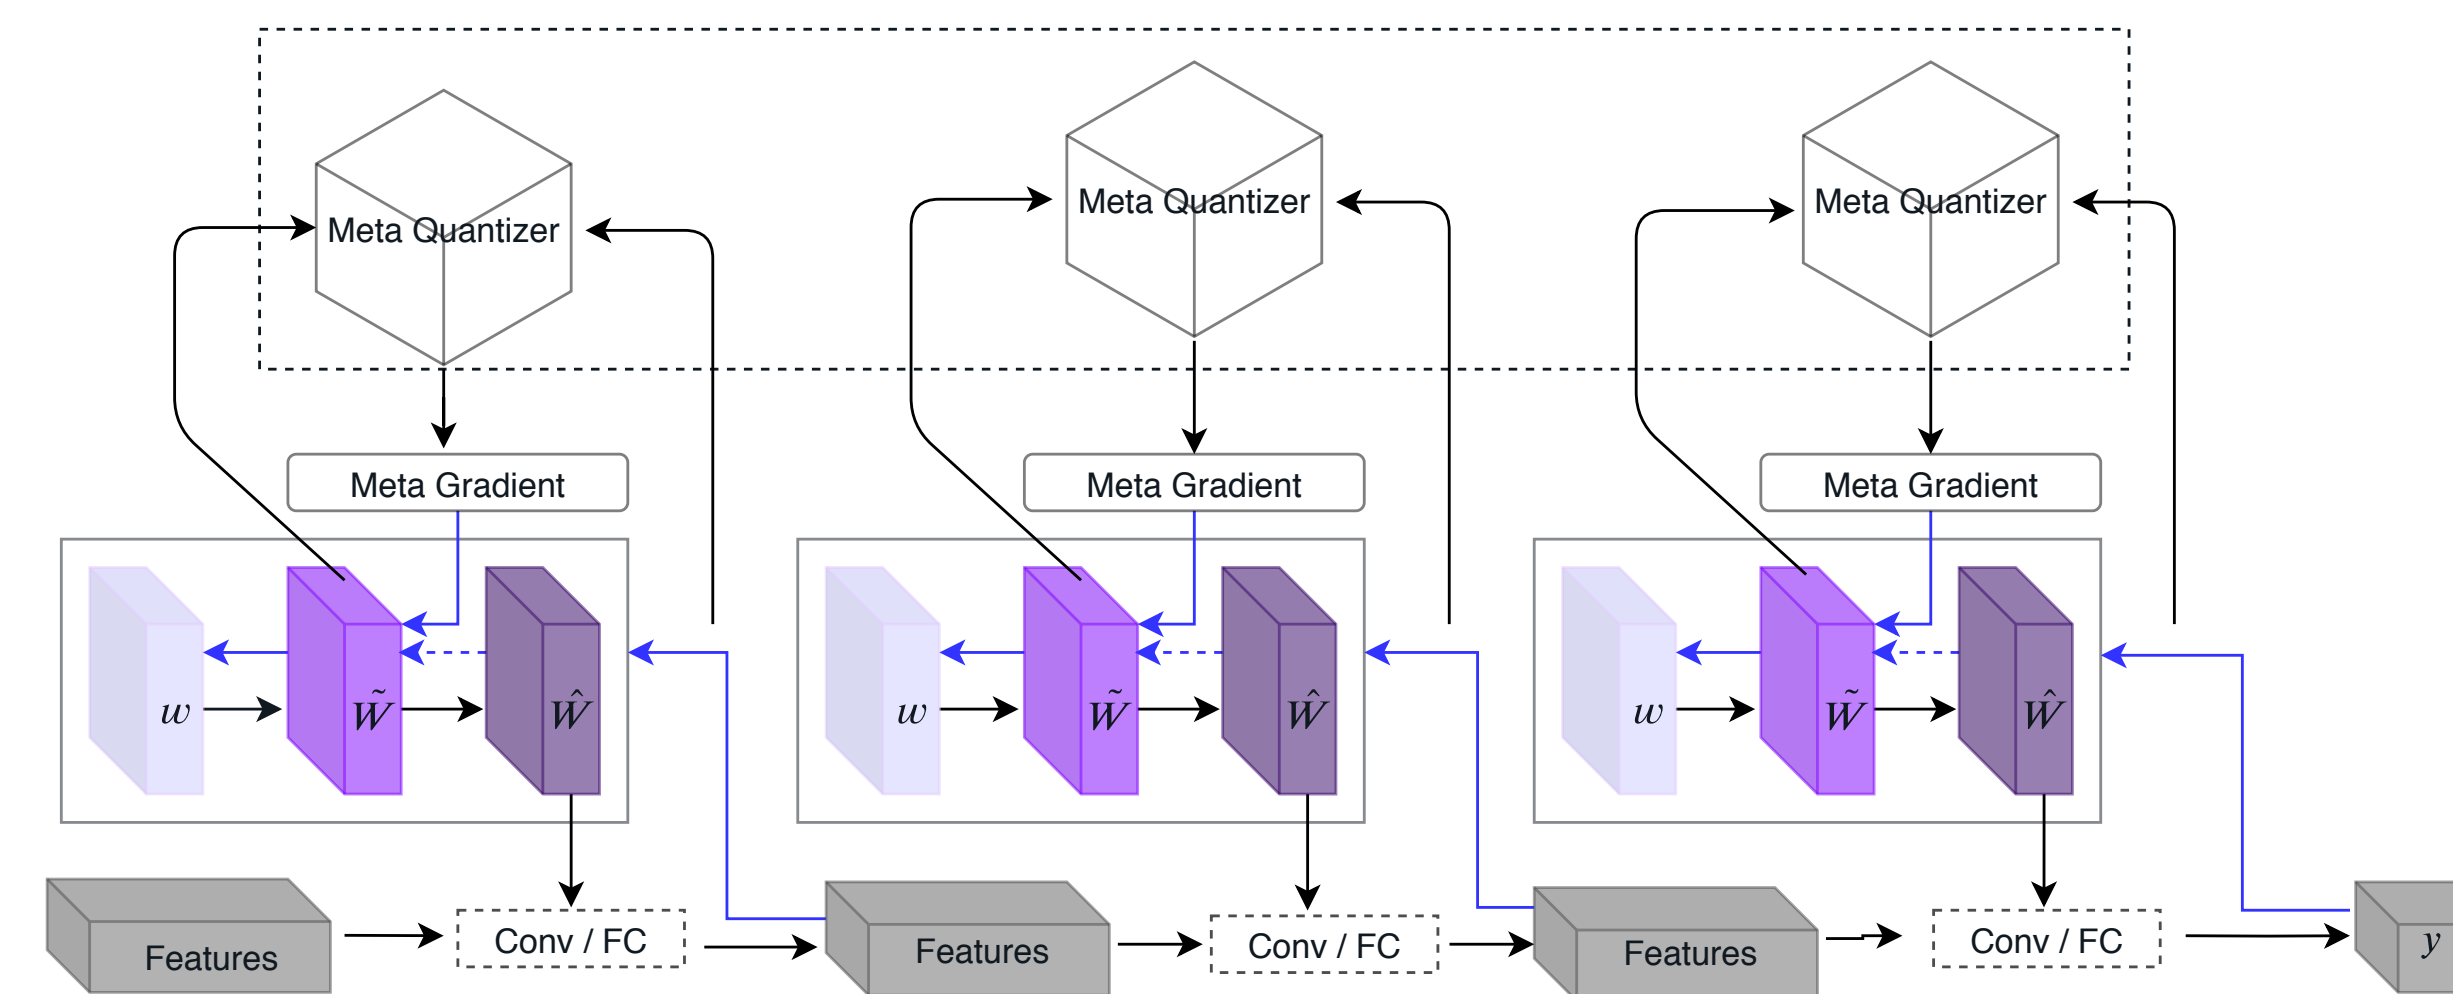 Meta Quantizer
Meta Quantizer
Meta Quantizer
Meta Gradient
Meta Gradient
Meta Gradient
w W̃ Ŵ
w W̃ Ŵ
w W̃ Ŵ
Features
Conv / FC
Features
Conv / FC
Features
Conv / FC
y